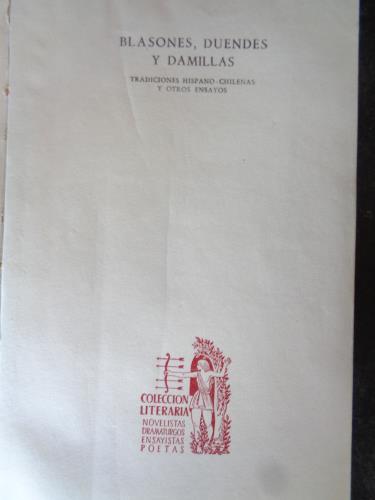 BLASONES, DUENDES
Y DAMILLAS
TRADICIONES HISPANO-CHILENAS
Y OTROS ENSAYOS
COLECCION
LITERARIA
NOVELISTAS
DRAMATURGOS
ENSAYISTAS
POETAS